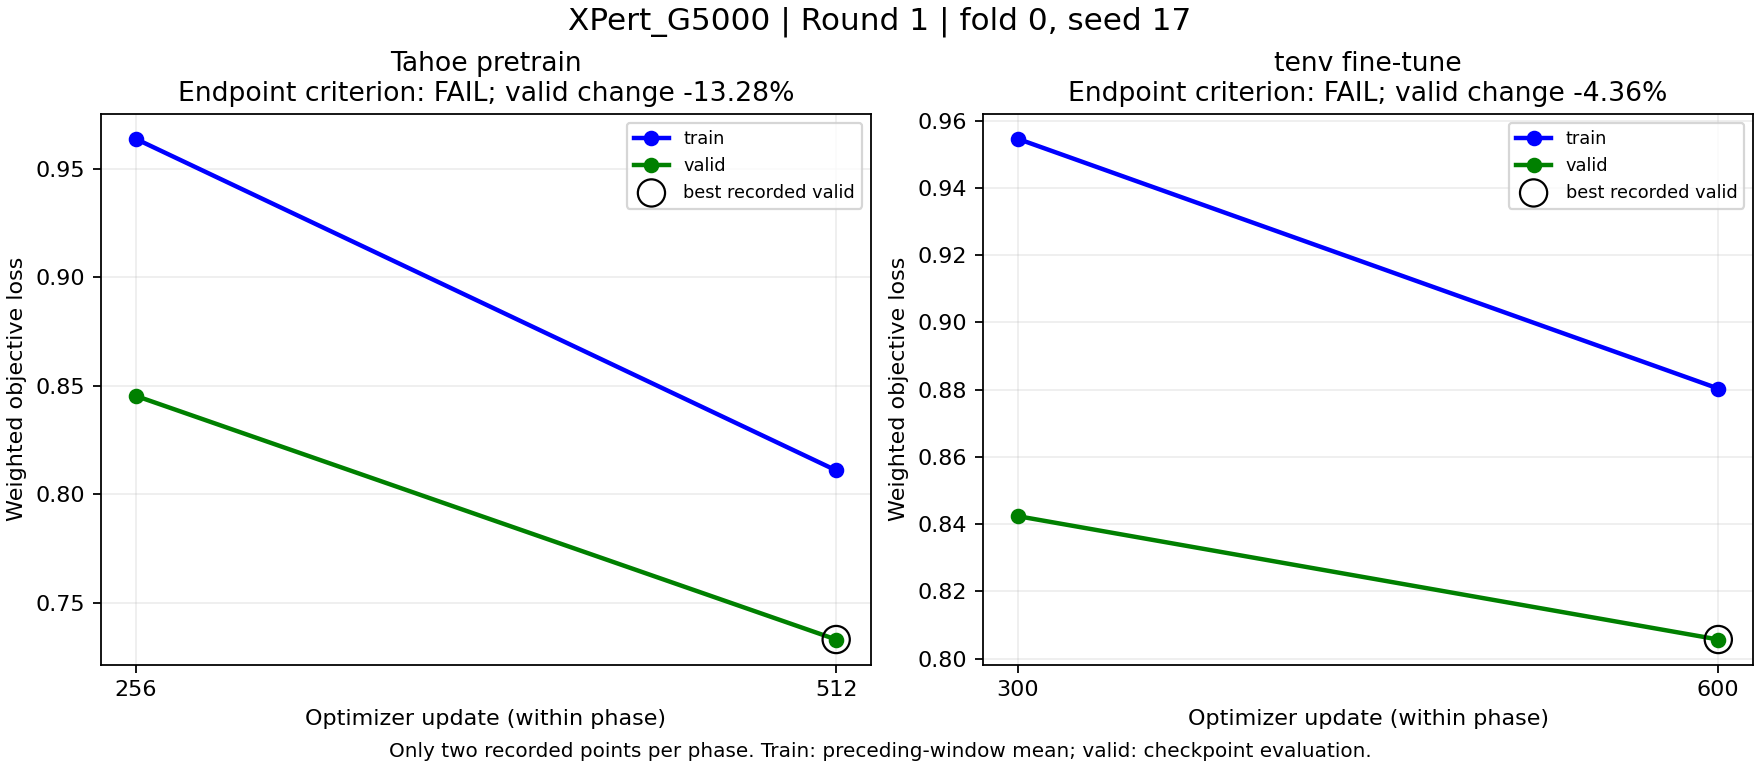 XPert_G5000 | Round 1 | fold 0, seed 17
Tahoe pretrain
Endpoint criterion: FAIL; valid change -13.28%
train
valid
best recorded valid
Weighted objective loss
0.95
0.90
0.85
0.80
0.75
256
512
Optimizer update (within phase)
tenv fine-tune
Endpoint criterion: FAIL; valid change -4.36%
train
valid
best recorded valid
Weighted objective loss
0.96
0.94
0.92
0.90
0.88
0.86
0.84
0.82
0.80
300
600
Optimizer update (within phase)
Only two recorded points per phase. Train: preceding-window mean; valid: checkpoint evaluation.